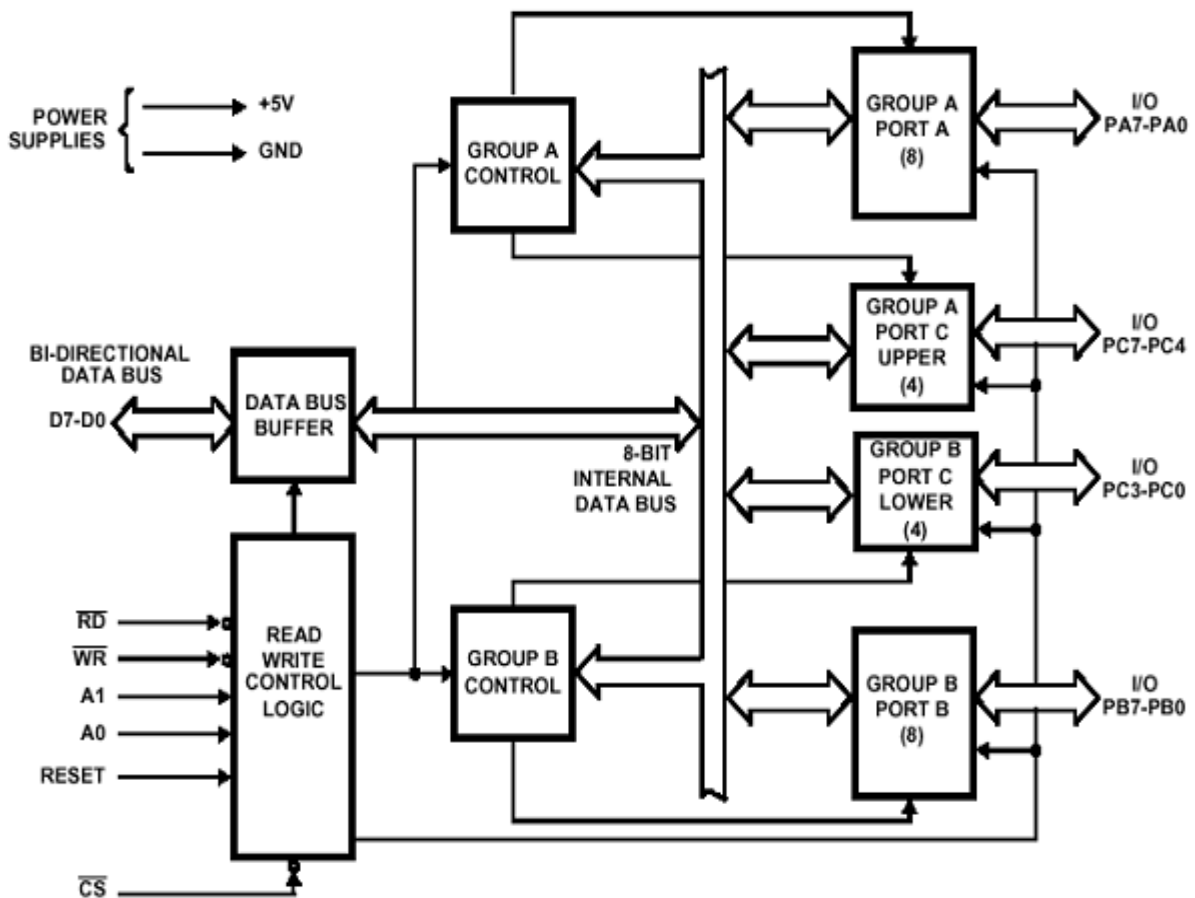 POWER
SUPPLIES
+5V
GND
GROUP A
CONTROL
GROUP A
PORT A
(8)
I/O
PA7-PA0
GROUP A
PORT C
UPPER
(4)
I/O
PC7-PC4
BI-DIRECTIONAL
DATA BUS
D7-D0
DATA BUS
BUFFER
8-BIT
INTERNAL
DATA BUS
GROUP B
PORT C
LOWER
(4)
I/O
PC3-PC0
RD
WR
A1
A0
RESET
CS
READ
WRITE
CONTROL
LOGIC
GROUP B
CONTROL
GROUP B
PORT B
(8)
I/O
PB7-PB0